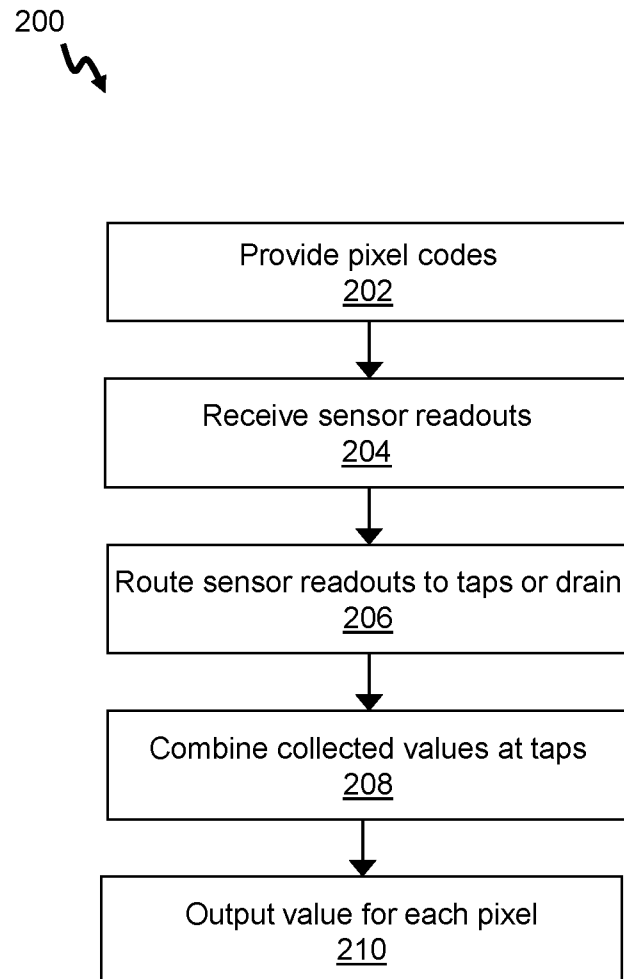 200
Provide pixel codes
202
Receive sensor readouts
204
Route sensor readouts to taps or drain
206
Combine collected values at taps
208
Output value for each pixel
210